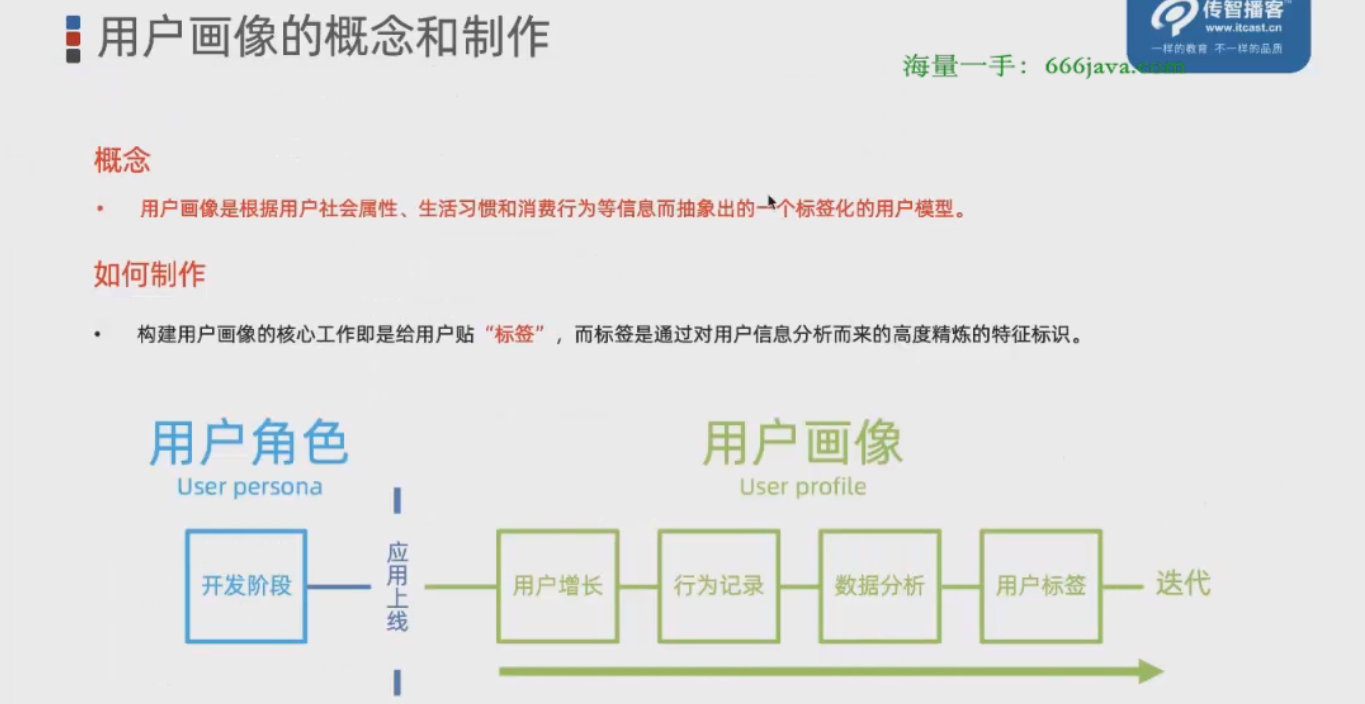 用户画像的概念和制作
传智播客
www.itcast.cn
一样的教育 不一样的品质
海量一手：666java.com
概念
• 用户画像是根据用户社会属性、生活习惯和消费行为等信息而抽象出的一个标签化的用户模型。
如何制作
• 构建用户画像的核心工作即是给用户贴“标签”，而标签是通过对用户信息分析而来的高度精炼的特征标识。
用户角色
User persona
用户画像
User profile
开发阶段
应用上线
用户增长
行为记录
数据分析
用户标签
迭代